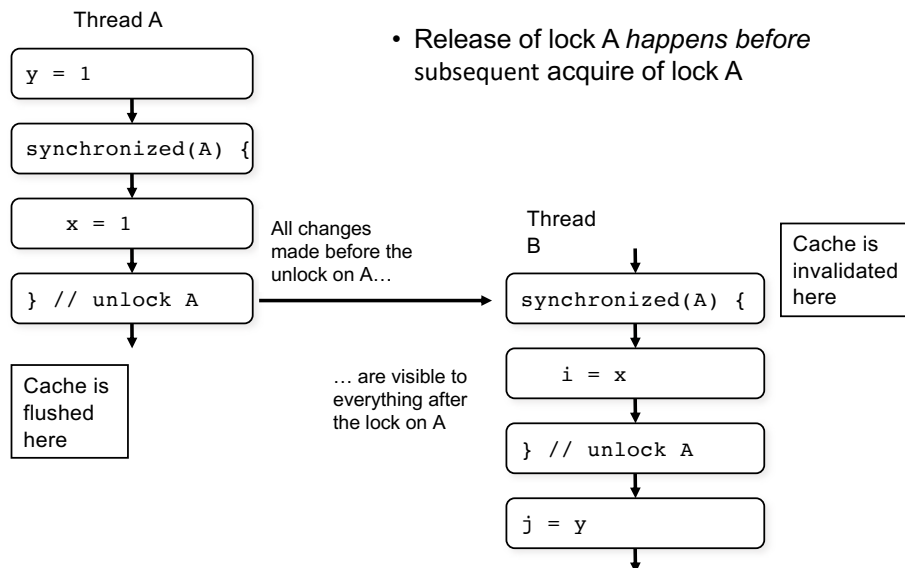 Thread A
• Release of lock A happens before
subsequent acquire of lock A
y = 1
synchronized(A) {
x = 1
} // unlock A
Cache is
flushed
here
All changes
made before the
unlock on A…
… are visible to
everything after
the lock on A
Thread
B
Cache is
invalidated
here
synchronized(A) {
i = x
} // unlock A
j = y